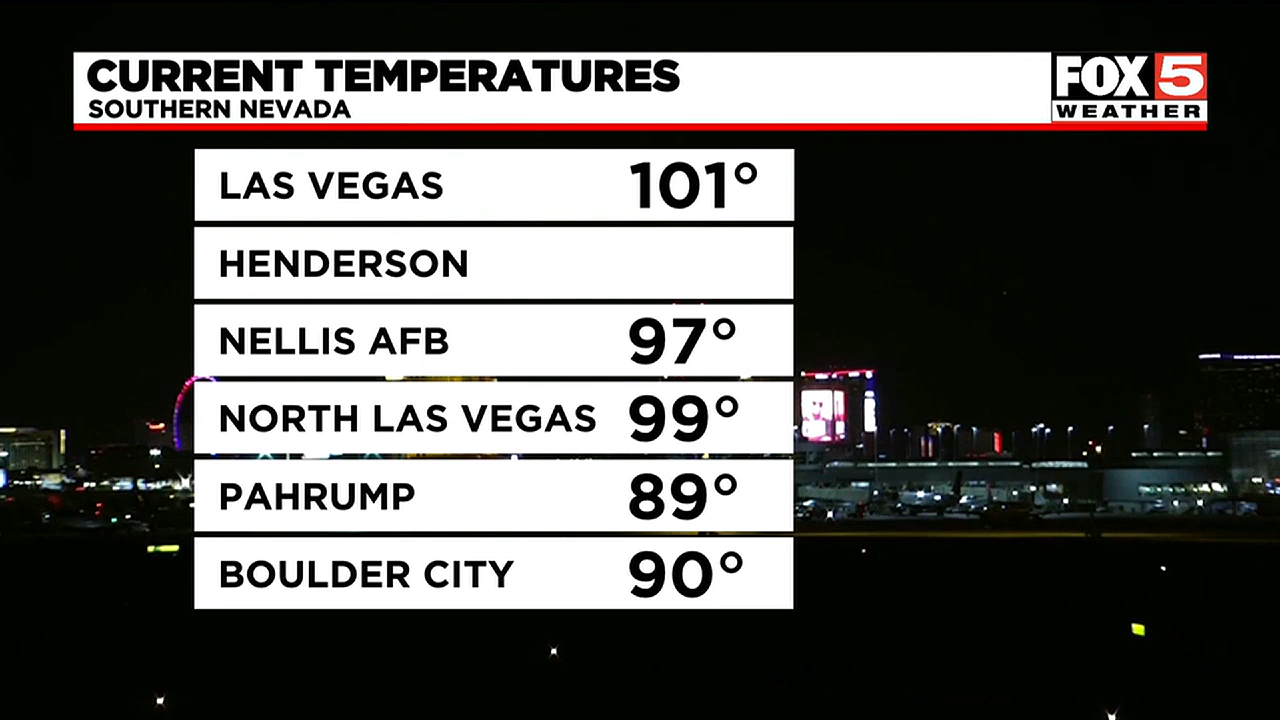 CURRENT TEMPERATURES
SOUTHERN NEVADA
FOX 5
WEATHER
LAS VEGAS 101°
HENDERSON
NELLIS AFB 97°
NORTH LAS VEGAS 99°
PAHRUMP 89°
BOULDER CITY 90°